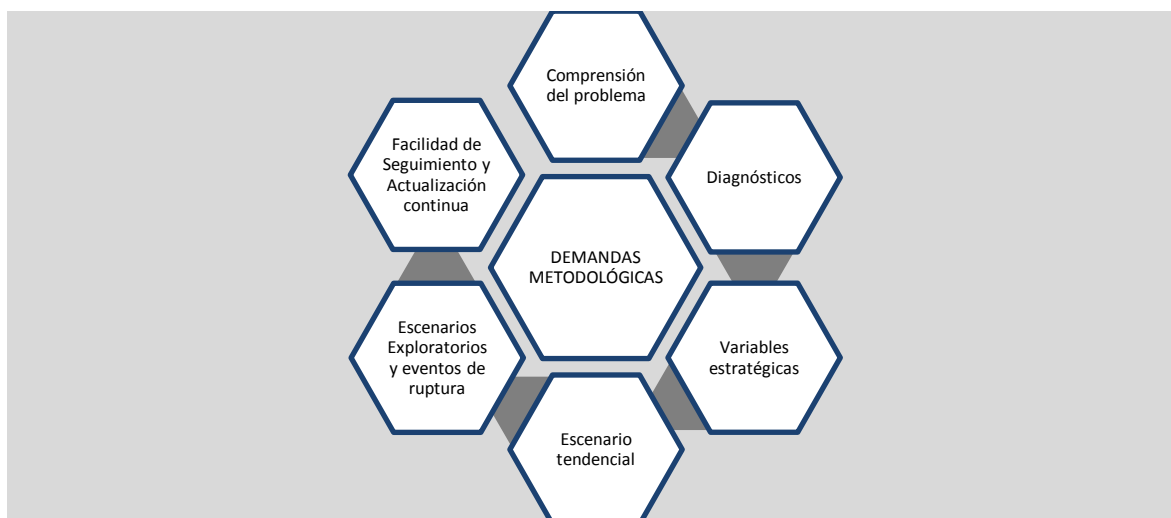 Comprensión
del problema
Diagnósticos
Variables
estratégicas
Escenario
tendencial
Escenarios
Exploratorios
y eventos de
ruptura
Facilidad de
Seguimiento y
Actualización
continua
DEMANDAS
METODOLÓGICAS